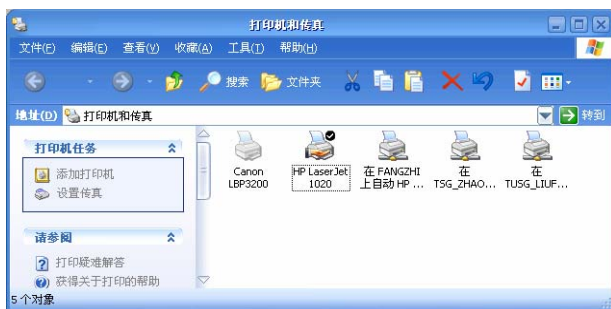 打印机和传真
文件(F) 编辑(E) 查看(V) 收藏(A) 工具(T) 帮助(H)
搜索 文件夹
地址(D) 打印机和传真 转到
打印机任务
添加打印机
设置传真
请参阅
打印疑难解答
获得关于打印的帮助
Canon
LBP3200
HP LaserJet
1020
在 FANGZHI
上自动 HP ...
在
TSG_ZHAO...
在
TUSG_LIUF...
5 个对象